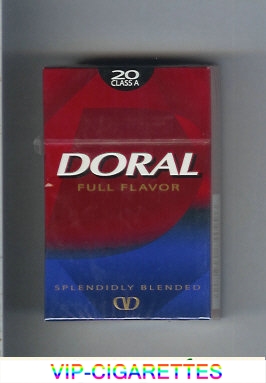 20
CLASS A
DORAL
FULL FLAVOR
SPLENDIDLY BLENDED
VIP-CIGARETTES